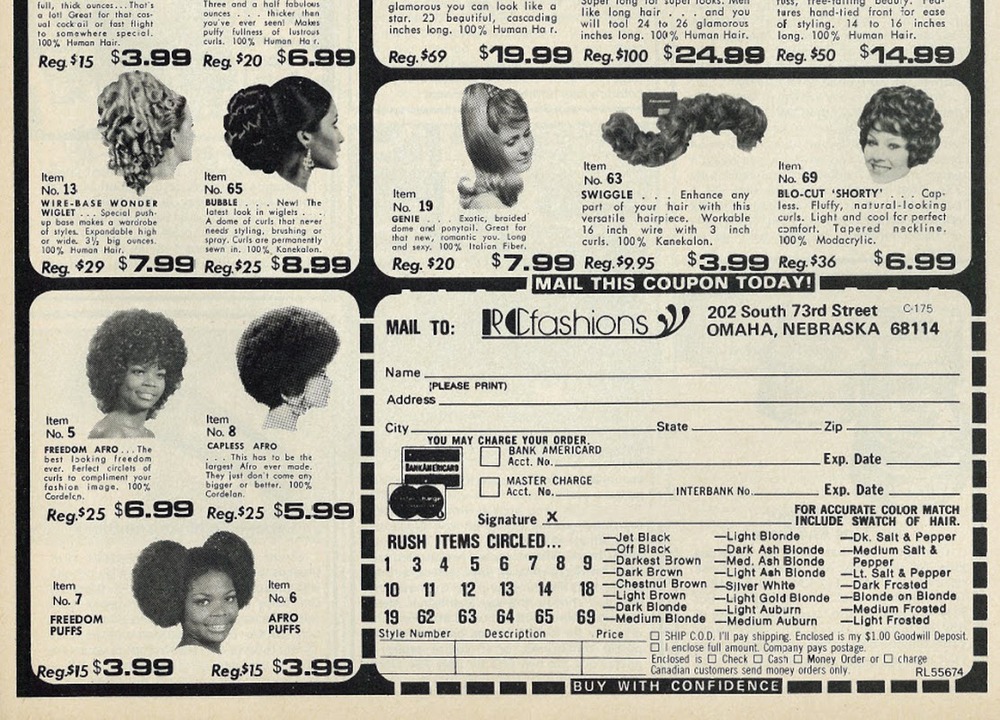 full, thick ounces...That's
a lot! Great for that cas-
ual cocktail or fast flight
to somewhere special.
100% Human Hair.
Reg.$15 $3.99
Three and a half fabulous
ounces . . . thicker than
you've ever seen! Makes
puffy fullness of lustrous
curls. 100% Human Hair.
Reg.$20 $6.99
glamorous you can look like a
star. 20 beautiful, cascading
inches long. 100% Human Hair.
Reg.$69 $19.99
like long hair . . . and you
will tool 24 to 26 glamorous
inches long. 100% Human Hair.
Reg.$100 $24.99
tures hand-tied front for ease
of styling. 14 to 16 inches
long. 100% Human Hair.
Reg.$50 $14.99
Item
No. 13
WIRE-BASE WONDER
WIGLET . . . Special push-
up base makes a wardrobe
of styles. Expandable high
or wide. 3½ big ounces.
100% Human Hair.
Reg. $29 $7.99
Item
No. 65
BUBBLE . . . New! The
latest look in wiglets . . .
A dome of curls that never
needs styling, brushing or
spray. Curls are permanently
sewn in. 100% Kanekalon.
Reg.$25 $8.99
Item
No. 19
GENIE . . . Exotic, braided
dome and ponytail. Great for
that new, romantic you. Long
and sexy. 100% Italian Fiber.
Reg. $20 $7.99
Item
No. 63
SWIGGLE . . . Enhance any
part of your hair with this
versatile hairpiece. Workable
16 inch wire with 3 inch
curls. 100% Kanekalon.
Reg.$9.95 $3.99
Item
No. 69
BLO-CUT 'SHORTY' . . . Cap-
less. Fluffy, natural-looking
curls. Light and cool for perfect
comfort. Tapered neckline.
100% Modacrylic.
Reg.$36 $6.99
Item
No. 5
FREEDOM AFRO...The
best looking freedom
ever. Perfect circlets of
curls to compliment your
fashion image. 100%
Cordelan.
Reg.$25 $6.99
Item
No. 8
CAPLESS AFRO
. . . This has to be the
largest Afro ever made.
They just don't come any
bigger or better. 100%
Cordelan.
Reg.$25 $5.99
Item
No. 7
FREEDOM
PUFFS
Reg.$15 $3.99
Item
No. 6
AFRO
PUFFS
Reg.$15 $3.99
MAIL THIS COUPON TODAY!
MAIL TO: RCfashions 202 South 73rd Street C-175
OMAHA, NEBRASKA 68114
Name
(PLEASE PRINT)
Address
City State Zip
YOU MAY CHARGE YOUR ORDER.
BANKAMERICARD
BANK AMERICARD
Acct. No. Exp. Date
MASTER CHARGE
Acct. No. INTERBANK No. Exp. Date
Signature X
FOR ACCURATE COLOR MATCH
INCLUDE SWATCH OF HAIR.
RUSH ITEMS CIRCLED...
1 3 4 5 6 7 8 9
10 11 12 13 14 18
19 62 63 64 65 69
—Jet Black
—Off Black
—Darkest Brown
—Dark Brown
—Chestnut Brown
—Light Brown
—Dark Blonde
—Medium Blonde
—Light Blonde
—Dark Ash Blonde
—Med. Ash Blonde
—Light Ash Blonde
—Silver White
—Light Gold Blonde
—Light Auburn
—Medium Auburn
—Dk. Salt & Pepper
—Medium Salt &
Pepper
—Lt. Salt & Pepper
—Dark Frosted
—Blonde on Blonde
—Medium Frosted
—Light Frosted
Style Number Description Price
☐ SHIP C.O.D. I'll pay shipping. Enclosed is my $1.00 Goodwill Deposit.
☐ I enclose full amount. Company pays postage.
Enclosed is ☐ Check ☐ Cash ☐ Money Order or ☐ charge
Canadian customers send money orders only. RL55674
BUY WITH CONFIDENCE